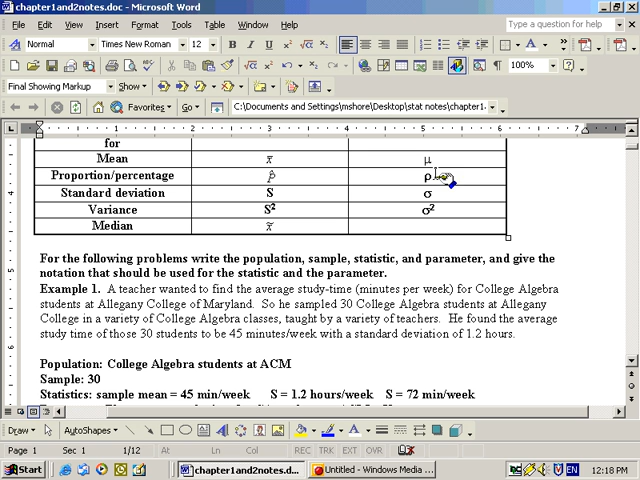 chapter1and2notes.doc - Microsoft Word
File Edit View Insert Format Tools Table Window Help Type a question for help
Normal Times New Roman 12 B I U
100%
Final Showing Markup Show
Favorites Go C:\Documents and Settings\mshore\Desktop\stat notes\chapter1
1 2 3 4 5 6 7
for
Mean x̄ μ
Proportion/percentage p̂ ρ
Standard deviation S σ
Variance S² σ²
Median x̃
For the following problems write the population, sample, statistic, and parameter, and give the
notation that should be used for the statistic and the parameter.
Example 1. A teacher wanted to find the average study-time (minutes per week) for College Algebra
students at Allegany College of Maryland. So he sampled 30 College Algebra students at Allegany
College in a variety of College Algebra classes, taught by a variety of teachers. He found the average
study time of those 30 students to be 45 minutes/week with a standard deviation of 1.2 hours.
Population: College Algebra students at ACM
Sample: 30
Statistics: sample mean = 45 min/week S = 1.2 hours/week S = 72 min/week
Draw AutoShapes
Page 1 Sec 1 1/12 At Ln Col REC TRK EXT OVR
Start chapter1and2notes.d... Untitled - Windows Media ... EN 12:18 PM